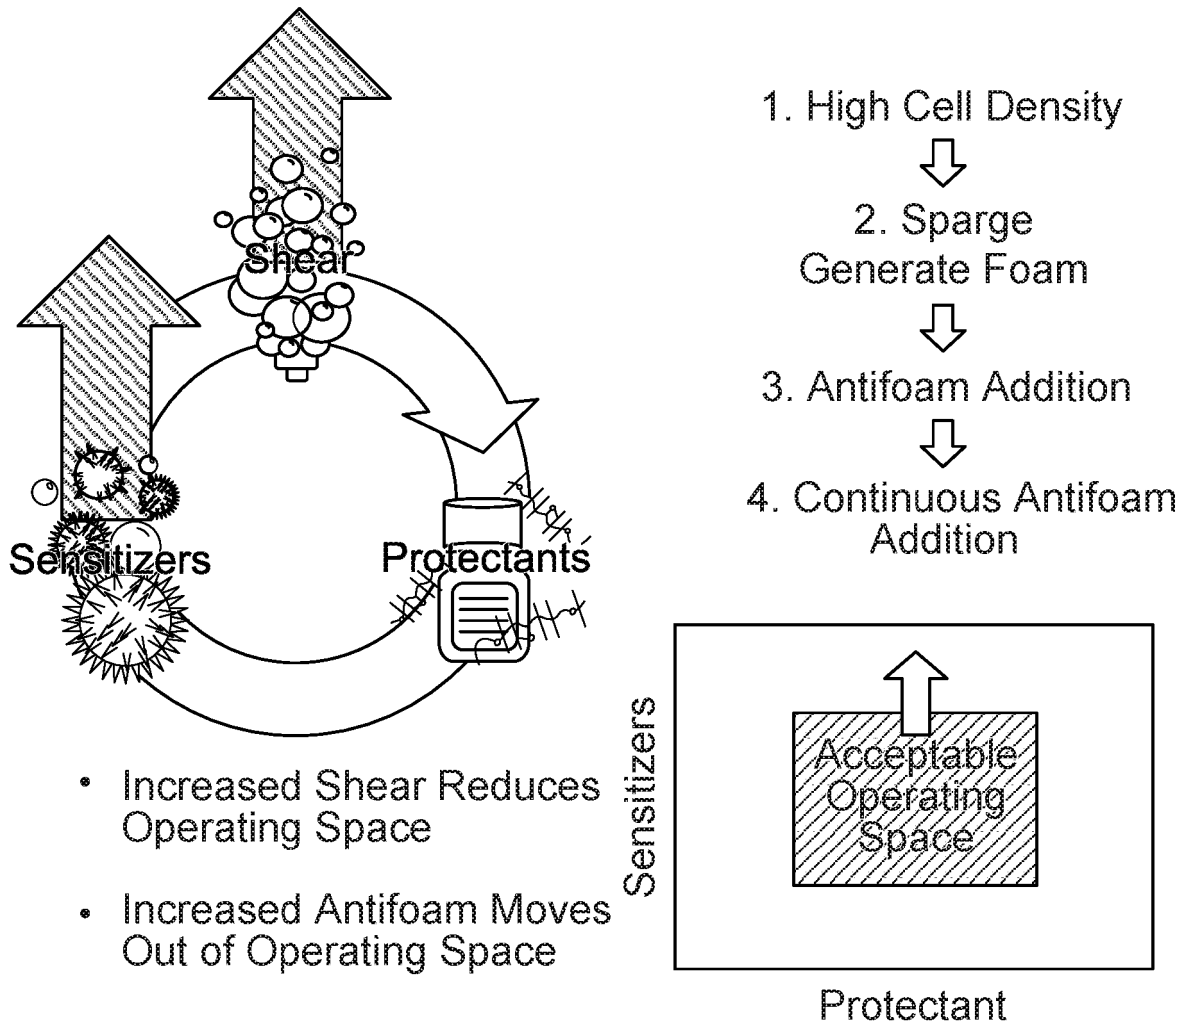 Shear
Sensitizers
Protectants
• Increased Shear Reduces
Operating Space
• Increased Antifoam Moves
Out of Operating Space
1. High Cell Density
2. Sparge
Generate Foam
3. Antifoam Addition
4. Continuous Antifoam
Addition
Sensitizers
Acceptable
Operating
Space
Protectant